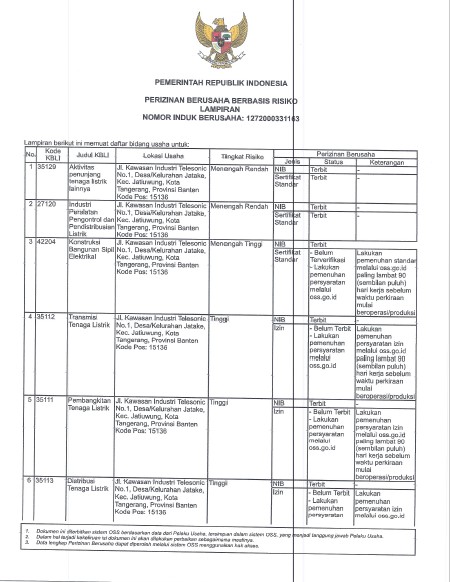 PEMERINTAH REPUBLIK INDONESIA
PERIZINAN BERUSAHA BERBASIS RISIKO
LAMPIRAN
NOMOR INDUK BERUSAHA: 1272000331163
Lampiran berikut ini memuat daftar bidang usaha untuk:
No. Kode KBLI Judul KBLI Lokasi Usaha Tingkat Risiko Perizinan Berusaha
Jenis Status Keterangan
1 35129 Aktivitas penunjang tenaga listrik lainnya Jl. Kawasan Industri Telesonic No.1, Desa/Kelurahan Jatake, Kec. Jatiuwung, Kota Tangerang, Provinsi Banten Kode Pos: 15136 Menengah Rendah NIB Terbit -
Sertifikat Standar Terbit -
2 27120 Industri Peralatan Pengontrol dan Pendistribusian Listrik Jl. Kawasan Industri Telesonic No.1, Desa/Kelurahan Jatake, Kec. Jatiuwung, Kota Tangerang, Provinsi Banten Kode Pos: 15136 Menengah Rendah NIB Terbit -
Sertifikat Standar Terbit -
3 42204 Konstruksi Bangunan Sipil Elektrikal Jl. Kawasan Industri Telesonic No.1, Desa/Kelurahan Jatake, Kec. Jatiuwung, Kota Tangerang, Provinsi Banten Kode Pos: 15136 Menengah Tinggi NIB Terbit -
Sertifikat Standar - Belum Terverifikasi - Lakukan pemenuhan persyaratan melalui oss.go.id Lakukan pemenuhan standar melalui oss.go.id paling lambat 90 (sembilan puluh) hari kerja sebelum waktu perkiraan mulai beroperasi/produksi
4 35112 Transmisi Tenaga Listrik Jl. Kawasan Industri Telesonic No.1, Desa/Kelurahan Jatake, Kec. Jatiuwung, Kota Tangerang, Provinsi Banten Kode Pos: 15136 Tinggi NIB Terbit -
Izin - Belum Terbit - Lakukan pemenuhan persyaratan melalui oss.go.id Lakukan pemenuhan persyaratan izin melalui oss.go.id paling lambat 90 (sembilan puluh) hari kerja sebelum waktu perkiraan mulai beroperasi/produksi
5 35111 Pembangkitan Tenaga Listrik Jl. Kawasan Industri Telesonic No.1, Desa/Kelurahan Jatake, Kec. Jatiuwung, Kota Tangerang, Provinsi Banten Kode Pos: 15136 Tinggi NIB Terbit -
Izin - Belum Terbit - Lakukan pemenuhan persyaratan melalui oss.go.id Lakukan pemenuhan persyaratan izin melalui oss.go.id paling lambat 90 (sembilan puluh) hari kerja sebelum waktu perkiraan mulai beroperasi/produksi
6 35113 Distribusi Tenaga Listrik Jl. Kawasan Industri Telesonic No.1, Desa/Kelurahan Jatake, Kec. Jatiuwung, Kota Tangerang, Provinsi Banten Kode Pos: 15136 Tinggi NIB Terbit -
Izin - Belum Terbit - Lakukan pemenuhan persyaratan Lakukan pemenuhan persyaratan izin
1. Dokumen ini diterbitkan sistem OSS berdasarkan data dari Pelaku Usaha, tersimpan dalam sistem OSS, yang menjadi tanggung jawab Pelaku Usaha.
2. Dalam hal terjadi kekeliruan isi dokumen ini akan dilakukan perbaikan sebagaimana mestinya.
3. Data lengkap Perizinan Berusaha dapat diperoleh melalui sistem OSS menggunakan hak akses.